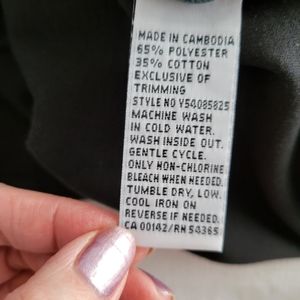 MADE IN CAMBODIA
65% POLYESTER
35% COTTON
EXCLUSIVE OF
TRIMMING
STYLE NO Y54085825
MACHINE WASH
IN COLD WATER.
WASH INSIDE OUT.
GENTLE CYCLE.
ONLY NON-CHLORINE
BLEACH WHEN NEEDED.
TUMBLE DRY, LOW.
COOL IRON ON
REVERSE IF NEEDED.
CA 00142/RN 54365